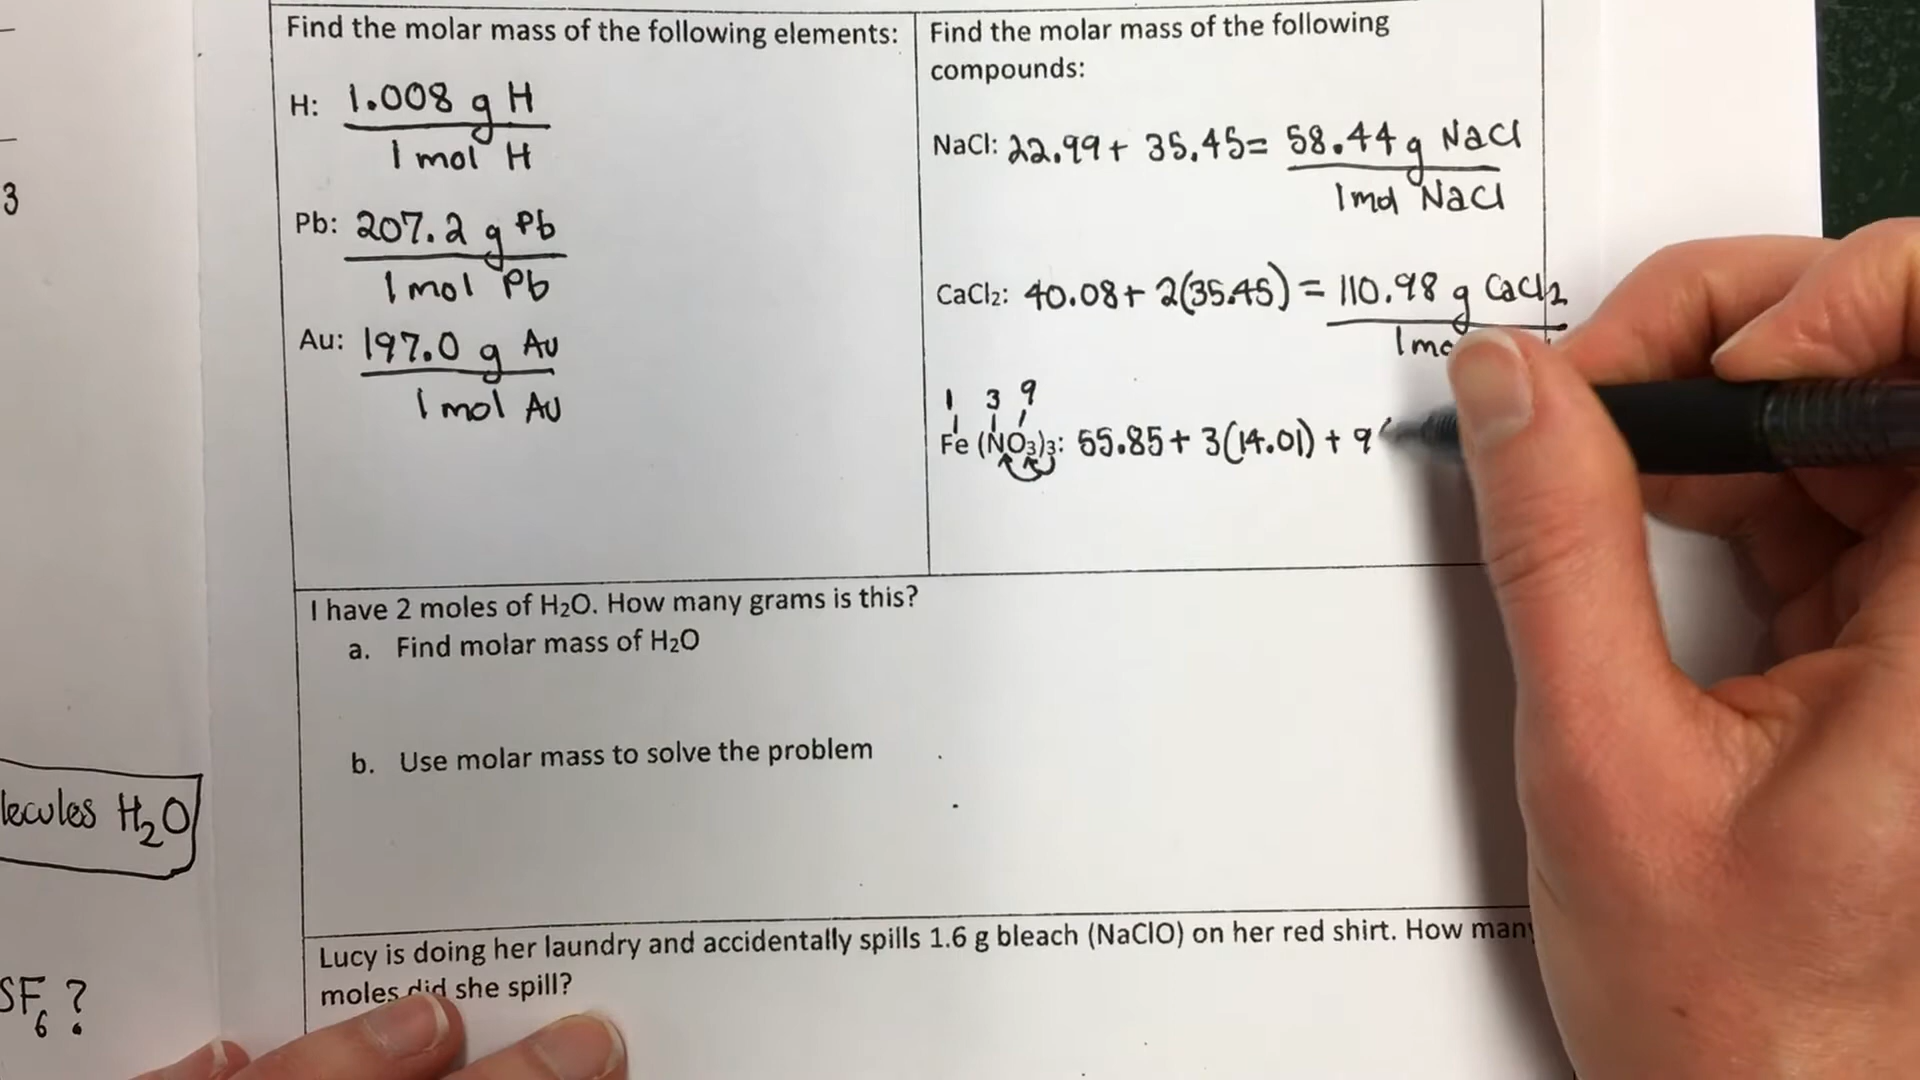 Find the molar mass of the following elements:
H: 1.008 g H
1 mol H
Pb: 207.2 g Pb
1 mol Pb
Au: 197.0 g Au
1 mol Au
Find the molar mass of the following
compounds:
NaCl: 22.99 + 35.45 = 58.44 g NaCl
1 mol NaCl
CaCl₂: 40.08 + 2(35.45) = 110.98 g CaCl₂
1 mo
1 3 9
Fe (NO₃)₃: 55.85 + 3(14.01) + 9(
I have 2 moles of H₂O. How many grams is this?
a. Find molar mass of H₂O
b. Use molar mass to solve the problem
Lucy is doing her laundry and accidentally spills 1.6 g bleach (NaClO) on her red shirt. How many
moles did she spill?
3
H₂O
SF₆ ?